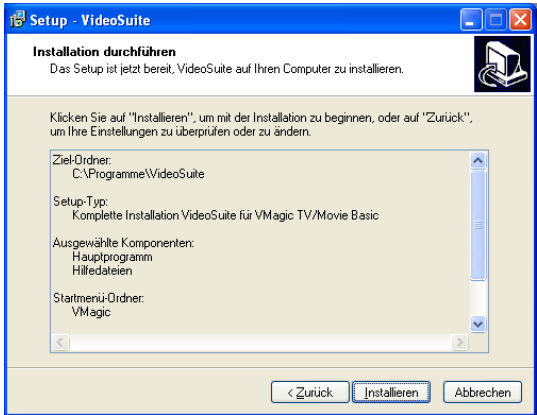 Setup - VideoSuite
Installation durchführen
Das Setup ist jetzt bereit, VideoSuite auf Ihren Computer zu installieren.
Klicken Sie auf "Installieren", um mit der Installation zu beginnen, oder auf "Zurück",
um Ihre Einstellungen zu überprüfen oder zu ändern.
Ziel-Ordner:
C:\Programme\VideoSuite
Setup-Typ:
Komplette Installation VideoSuite für VMagic TV/Movie Basic
Ausgewählte Komponenten:
Hauptprogramm
Hilfedateien
Startmenü-Ordner:
VMagic
< Zurück Installieren Abbrechen